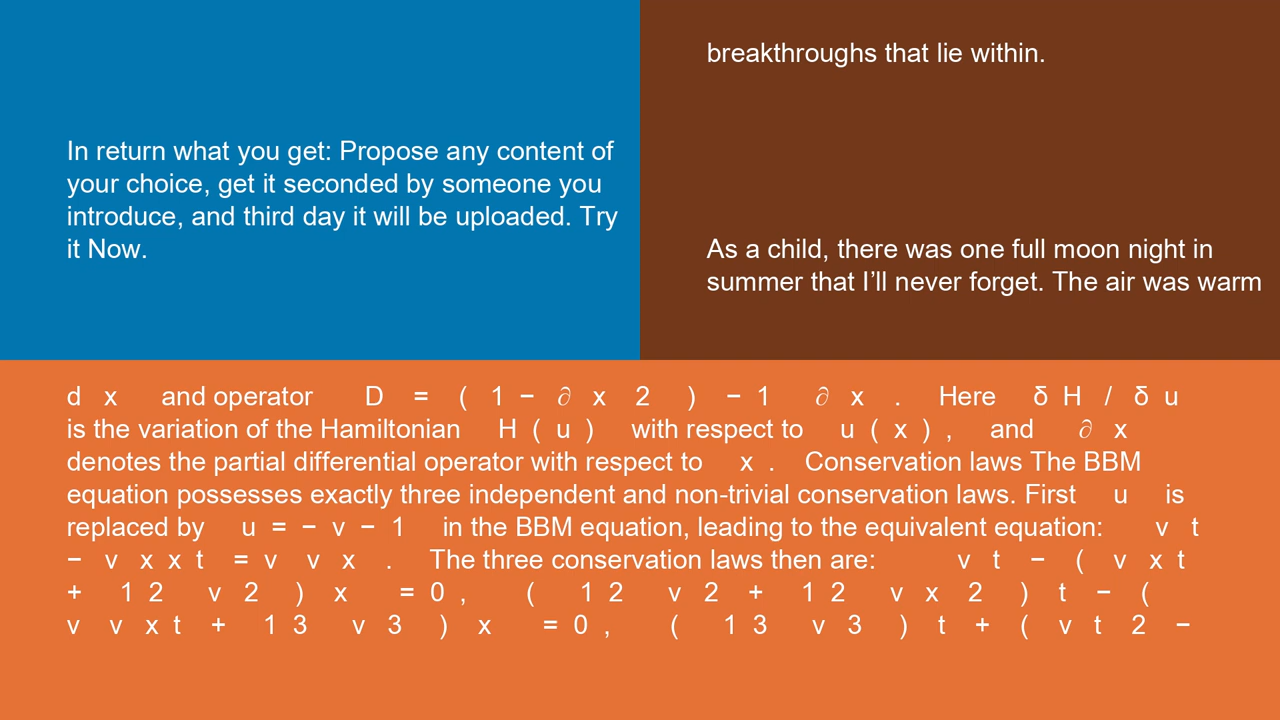 In return what you get: Propose any content of
your choice, get it seconded by someone you
introduce, and third day it will be uploaded. Try
it Now.
breakthroughs that lie within.
As a child, there was one full moon night in
summer that I’ll never forget. The air was warm
d x and operator D = ( 1 − ∂ x 2 ) − 1 ∂ x . Here δ H / δ u
is the variation of the Hamiltonian H ( u ) with respect to u ( x ) , and ∂ x
denotes the partial differential operator with respect to x . Conservation laws The BBM
equation possesses exactly three independent and non-trivial conservation laws. First u is
replaced by u = − v − 1 in the BBM equation, leading to the equivalent equation: v t
− v x x t = v v x . The three conservation laws then are: v t − ( v x t
+ 1 2 v 2 ) x = 0 , ( 1 2 v 2 + 1 2 v x 2 ) t − (
v v x t + 1 3 v 3 ) x = 0 , ( 1 3 v 3 ) t + ( v t 2 −